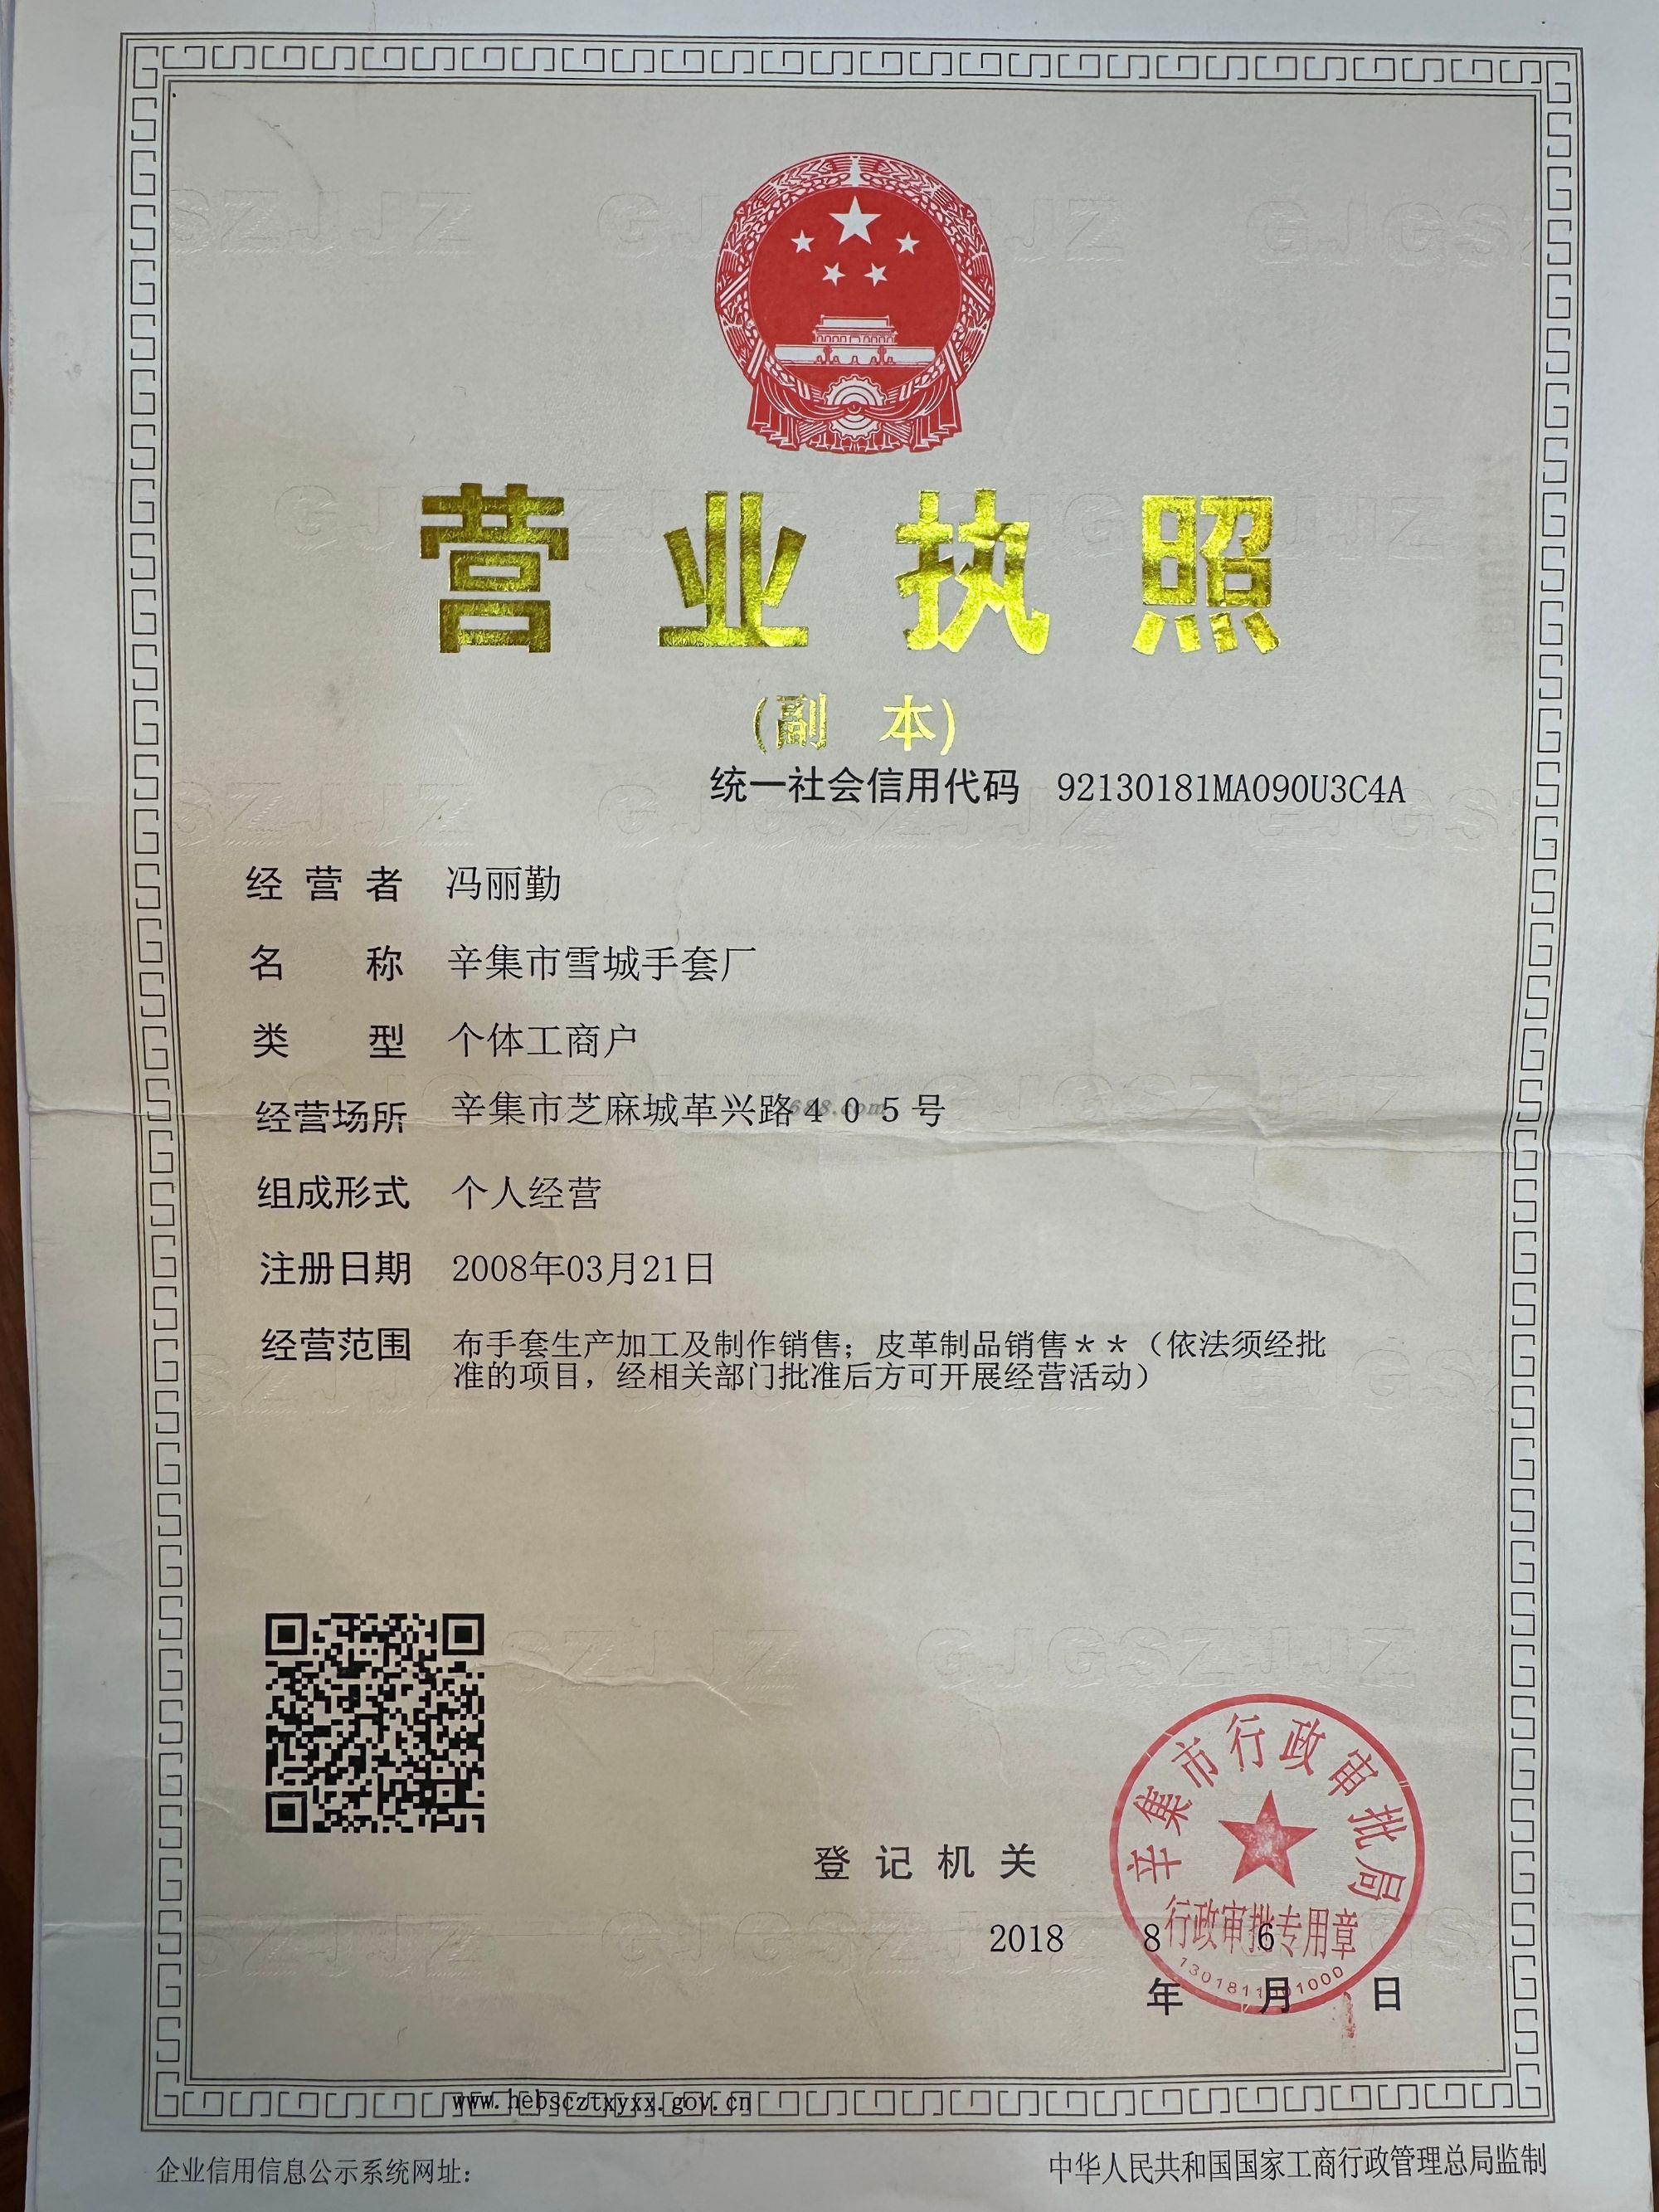 营业执照
(副 本)
统一社会信用代码 92130181MA090U3C4A
经营者 冯丽勤
名称 辛集市雪城手套厂
类型 个体工商户
经营场所 辛集市芝麻城革兴路４０５号
组成形式 个人经营
注册日期 2008年03月21日
经营范围 布手套生产加工及制作销售；皮革制品销售＊＊（依法须经批
准的项目，经相关部门批准后方可开展经营活动）
辛集市行政审批局
登记机关
行政审批专用章
2018 8 6
年 月 日
www.hebscztxyxx.gov.cn
企业信用信息公示系统网址：
中华人民共和国国家工商行政管理总局监制